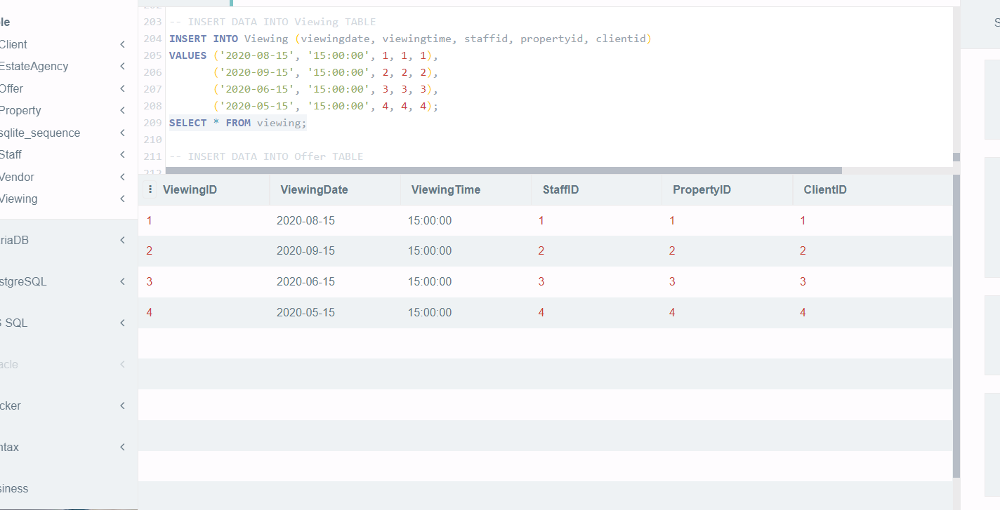 Client
EstateAgency
Offer
Property
sqlite_sequence
Staff
Vendor
Viewing
203 -- INSERT DATA INTO Viewing TABLE
204 INSERT INTO Viewing (viewingdate, viewingtime, staffid, propertyid, clientid)
205 VALUES ('2020-08-15', '15:00:00', 1, 1, 1),
206 ('2020-09-15', '15:00:00', 2, 2, 2),
207 ('2020-06-15', '15:00:00', 3, 3, 3),
208 ('2020-05-15', '15:00:00', 4, 4, 4);
209 SELECT * FROM viewing;
210
211 -- INSERT DATA INTO Offer TABLE
212
ViewingID ViewingDate ViewingTime StaffID PropertyID ClientID
1 2020-08-15 15:00:00 1 1 1
2 2020-09-15 15:00:00 2 2 2
3 2020-06-15 15:00:00 3 3 3
4 2020-05-15 15:00:00 4 4 4
riaDB
stgreSQL
SQL
acle
cker
ntax
siness